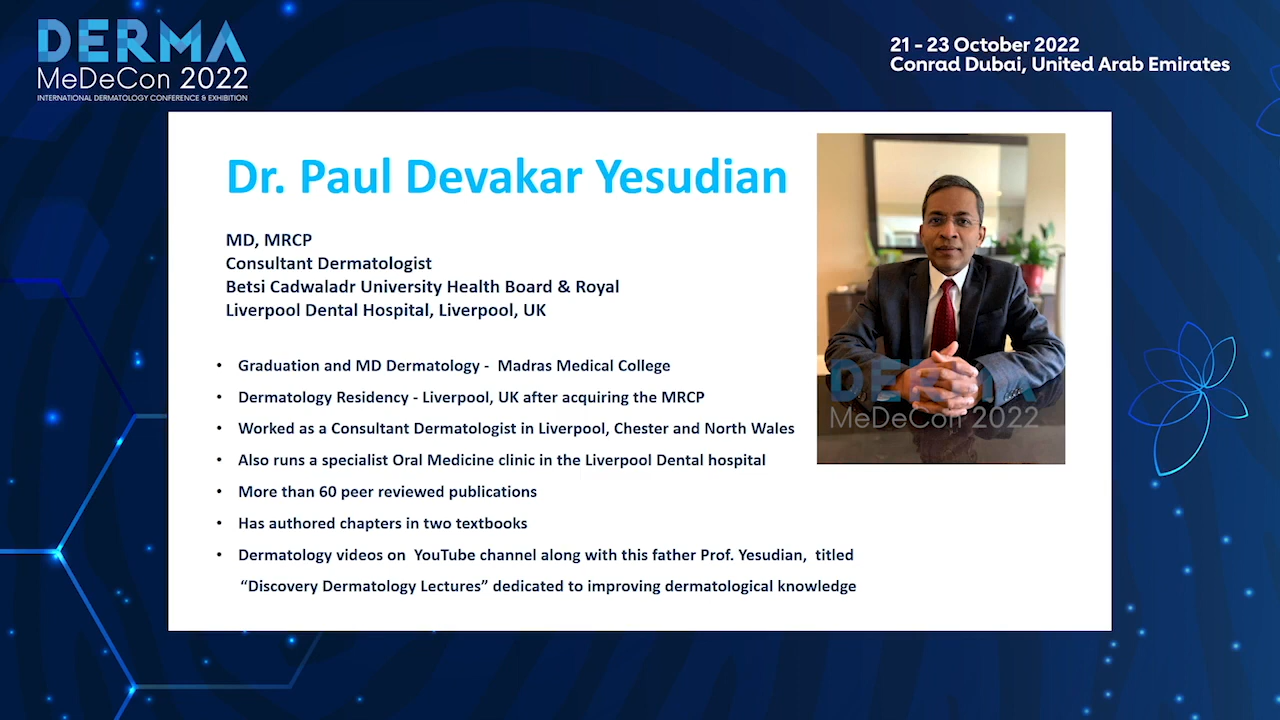 DERMA
MeDeCon 2022
INTERNATIONAL DERMATOLOGY CONFERENCE & EXHIBITION
21 - 23 October 2022
Conrad Dubai, United Arab Emirates
Dr. Paul Devakar Yesudian
MD, MRCP
Consultant Dermatologist
Betsi Cadwaladr University Health Board & Royal
Liverpool Dental Hospital, Liverpool, UK
• Graduation and MD Dermatology - Madras Medical College
• Dermatology Residency - Liverpool, UK after acquiring the MRCP
• Worked as a Consultant Dermatologist in Liverpool, Chester and North Wales
• Also runs a specialist Oral Medicine clinic in the Liverpool Dental hospital
• More than 60 peer reviewed publications
• Has authored chapters in two textbooks
• Dermatology videos on YouTube channel along with this father Prof. Yesudian, titled
“Discovery Dermatology Lectures” dedicated to improving dermatological knowledge
DERMA
MeDeCon 2022